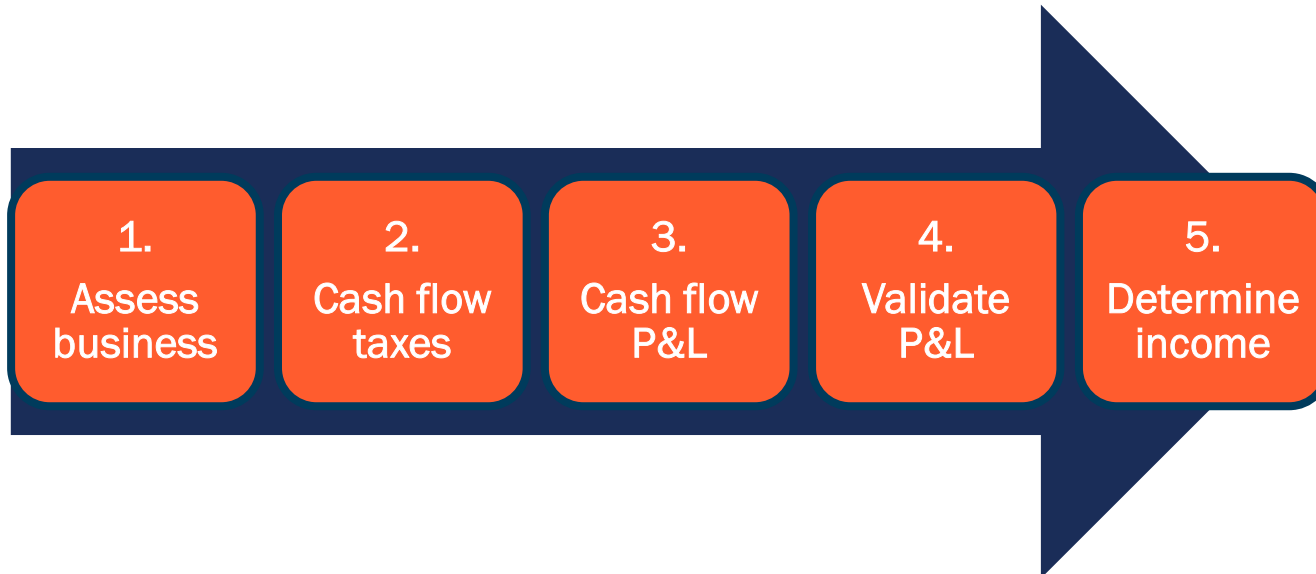 1.
Assess
business
2.
Cash flow
taxes
3.
Cash flow
P&L
4.
Validate
P&L
5.
Determine
income